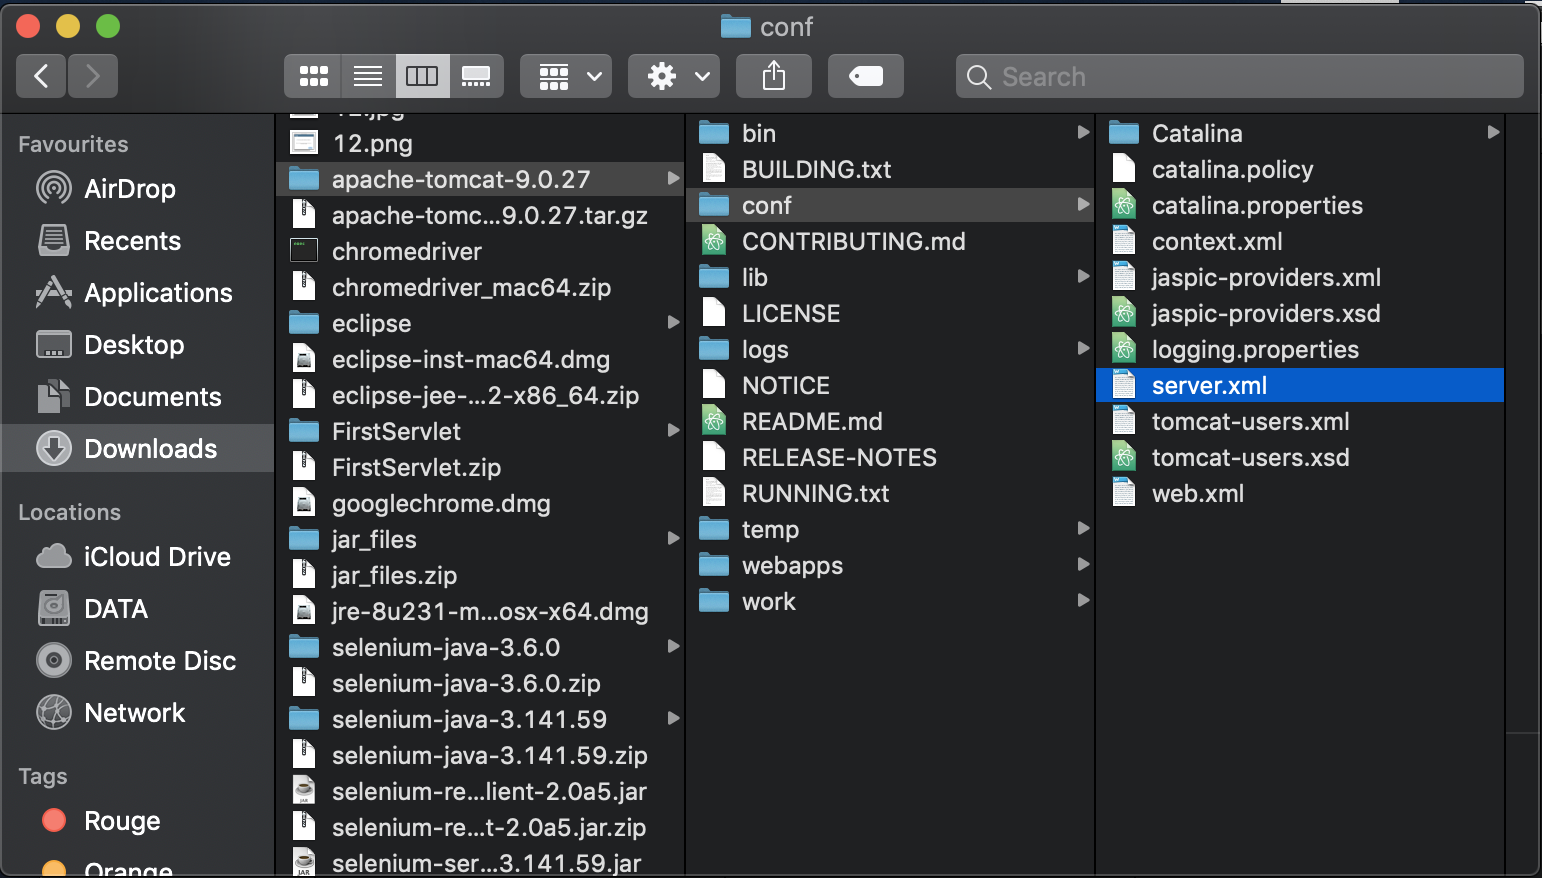 conf
Search
Favourites
AirDrop
Recents
Applications
Desktop
Documents
Downloads
Locations
iCloud Drive
DATA
Remote Disc
Network
Tags
Rouge
Orange
12.jpg
12.png
apache-tomcat-9.0.27
apache-tomc...9.0.27.tar.gz
chromedriver
chromedriver_mac64.zip
eclipse
eclipse-inst-mac64.dmg
eclipse-jee-...2-x86_64.zip
FirstServlet
FirstServlet.zip
googlechrome.dmg
jar_files
jar_files.zip
jre-8u231-m...osx-x64.dmg
selenium-java-3.6.0
selenium-java-3.6.0.zip
selenium-java-3.141.59
selenium-java-3.141.59.zip
selenium-re...lient-2.0a5.jar
selenium-re...t-2.0a5.jar.zip
selenium-ser...3.141.59.jar
bin
BUILDING.txt
conf
CONTRIBUTING.md
lib
LICENSE
logs
NOTICE
README.md
RELEASE-NOTES
RUNNING.txt
temp
webapps
work
Catalina
catalina.policy
catalina.properties
context.xml
jaspic-providers.xml
jaspic-providers.xsd
logging.properties
server.xml
tomcat-users.xml
tomcat-users.xsd
web.xml